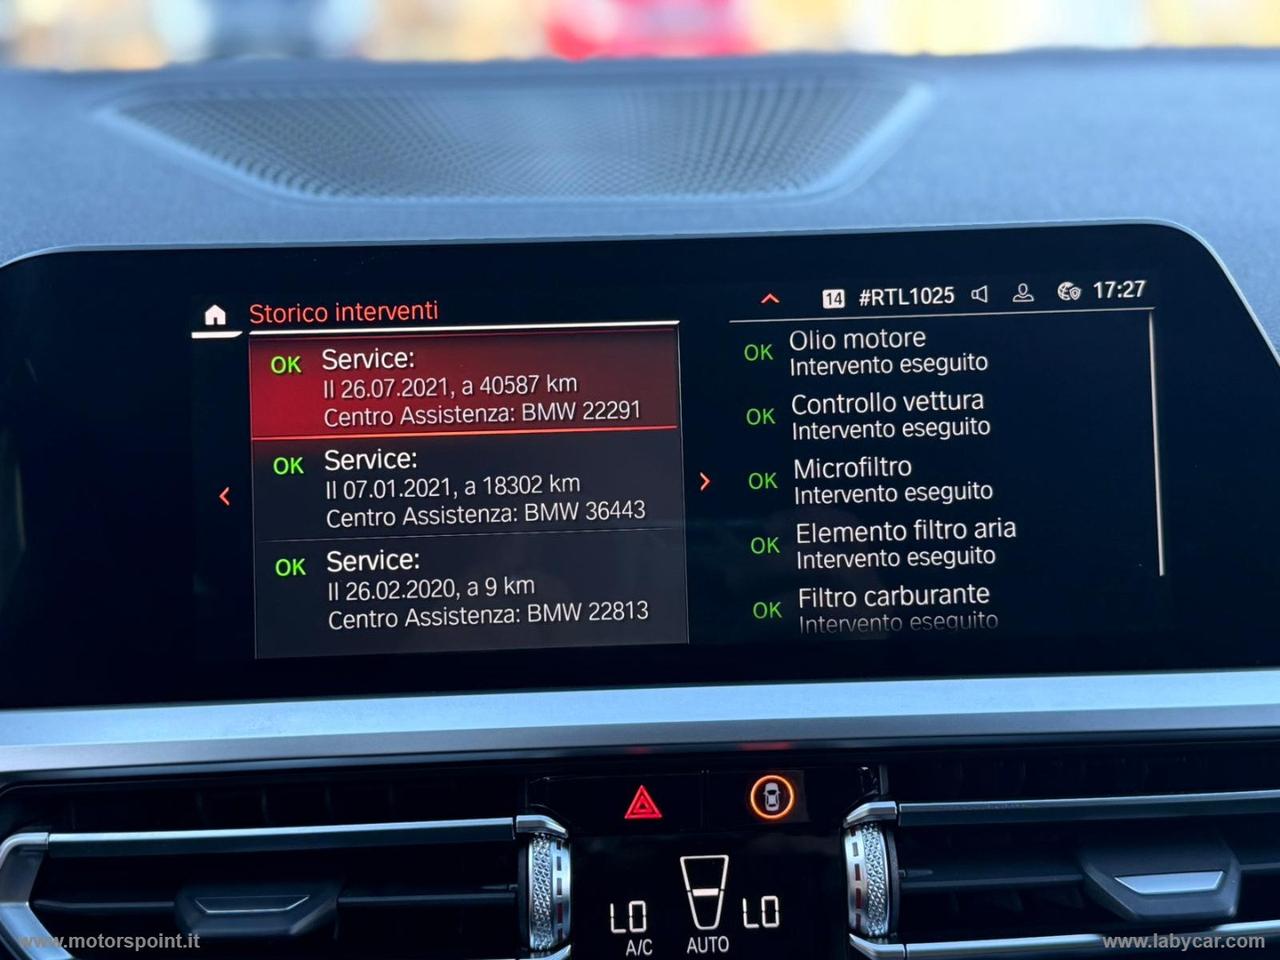 Storico interventi
14 #RTL1025 17:27
OK Service:
Il 26.07.2021, a 40587 km
Centro Assistenza: BMW 22291
OK Service:
Il 07.01.2021, a 18302 km
Centro Assistenza: BMW 36443
OK Service:
Il 26.02.2020, a 9 km
Centro Assistenza: BMW 22813
OK Olio motore
Intervento eseguito
OK Controllo vettura
Intervento eseguito
OK Microfiltro
Intervento eseguito
OK Elemento filtro aria
Intervento eseguito
OK Filtro carburante
Intervento eseguito
LO LO
A/C AUTO
www.motorspoint.it
www.labycar.com